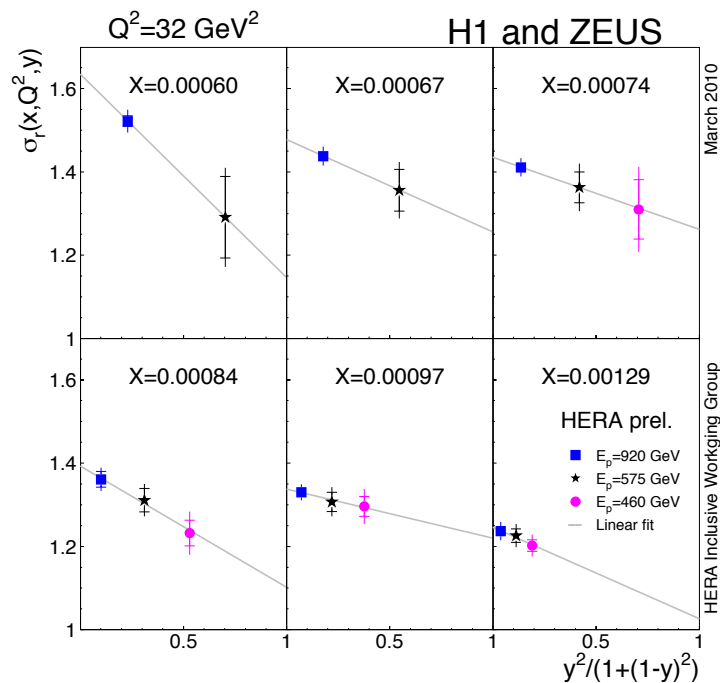 Q²=32 GeV²
H1 and ZEUS
σᵣ(x,Q²,y)
1.6
1.4
1.2
1
X=0.00060
X=0.00067
X=0.00074
March 2010
1.6
1.4
1.2
1
X=0.00084
X=0.00097
X=0.00129
HERA prel.
E_p=920 GeV
E_p=575 GeV
E_p=460 GeV
Linear fit
HERA Inclusive Workging Group
0.5
1
0.5
1
0.5
1
y²/(1+(1-y)²)